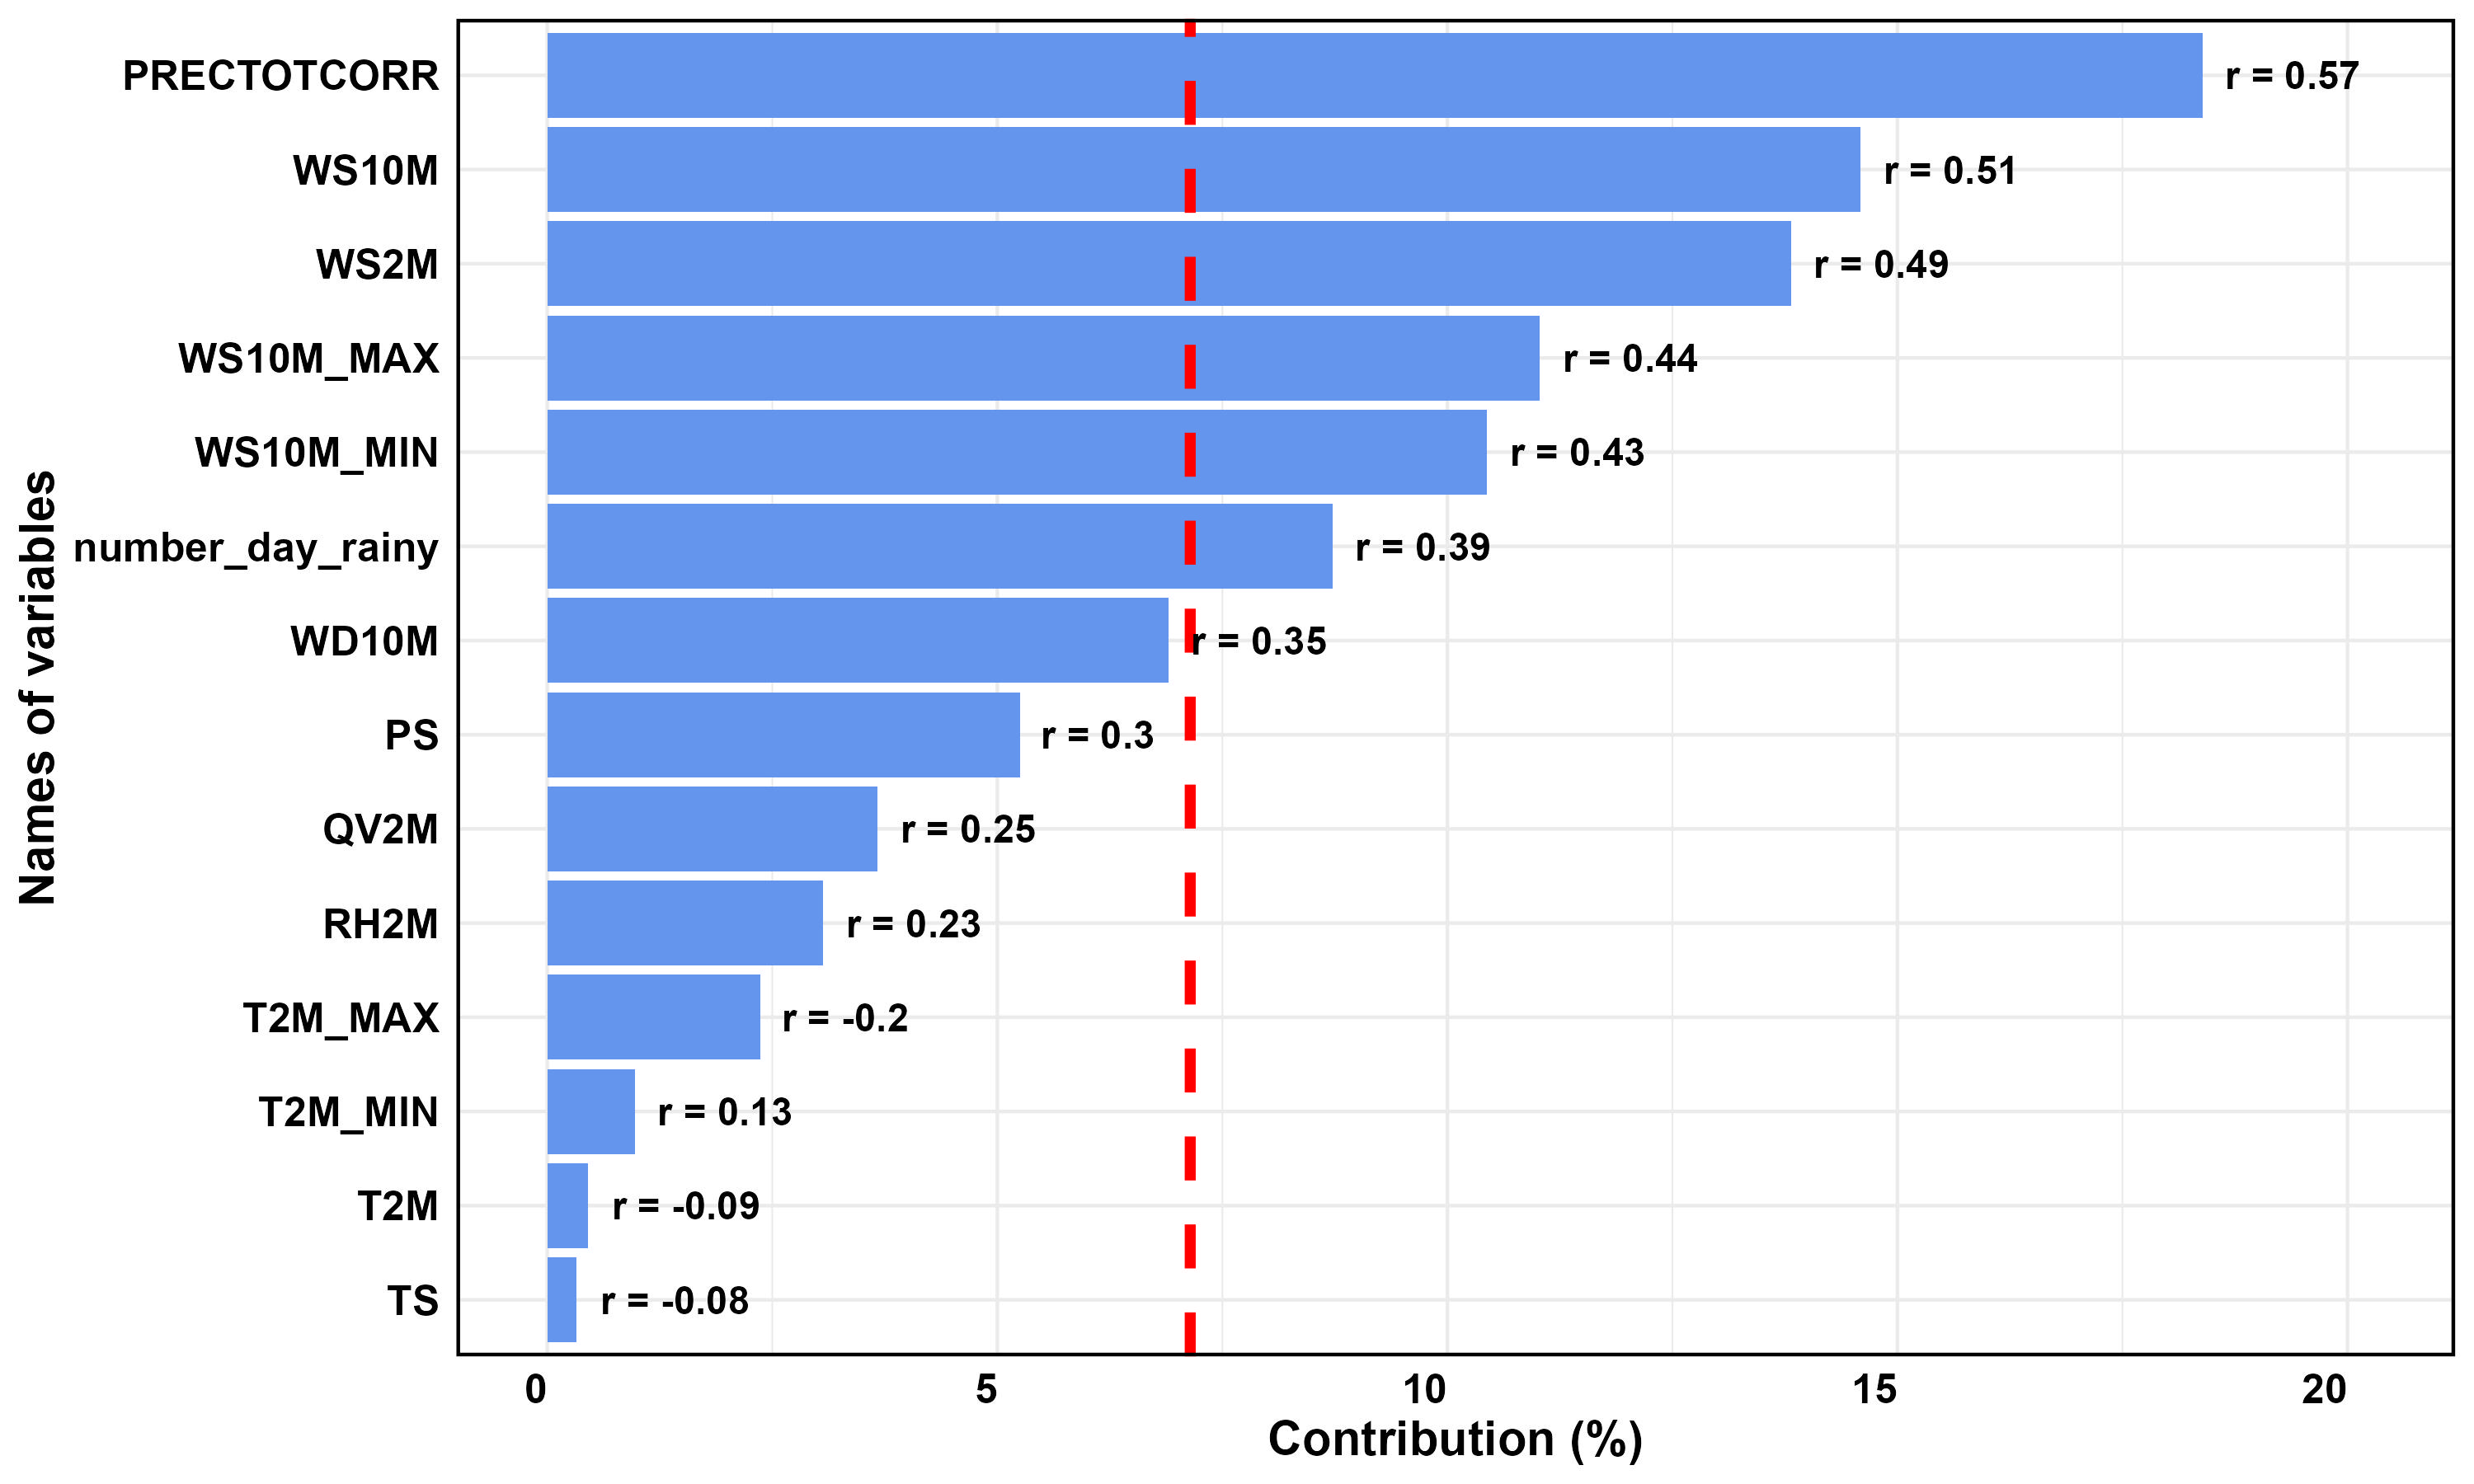 PRECTOTCORR r = 0.57
WS10M r = 0.51
WS2M r = 0.49
WS10M_MAX r = 0.44
WS10M_MIN r = 0.43
number_day_rainy r = 0.39
WD10M r = 0.35
PS r = 0.3
QV2M r = 0.25
RH2M r = 0.23
T2M_MAX r = -0.2
T2M_MIN r = 0.13
T2M r = -0.09
TS r = -0.08
Names of variables
0 5 10 15 20
Contribution (%)